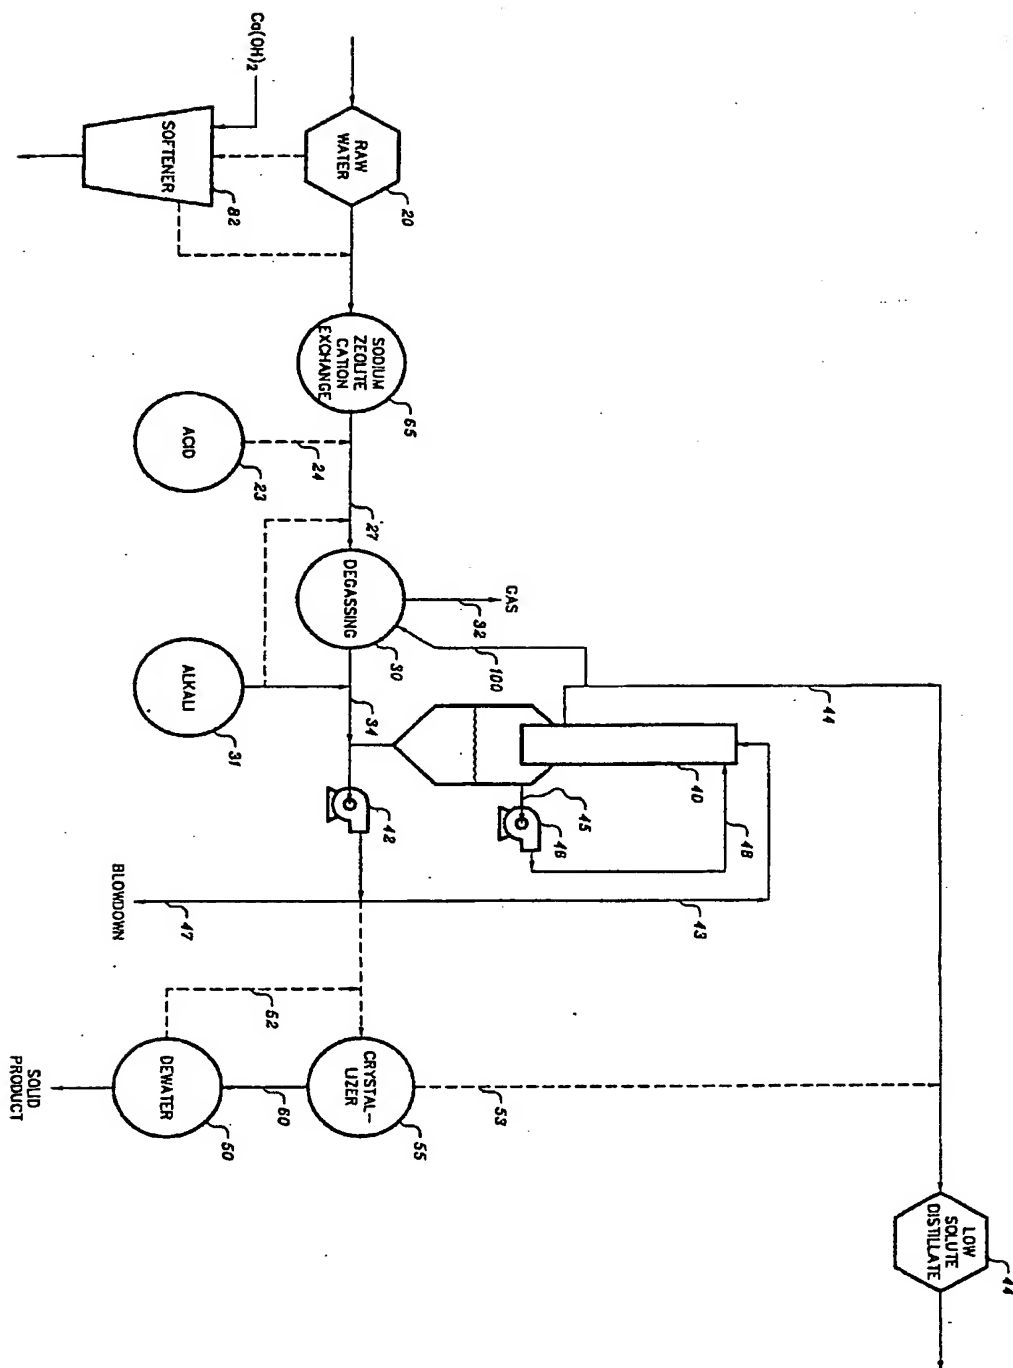 Ca(OH)2
SOFTENER
82
RAW
WATER
20
SODIUM
ZEOLITE
CATION
EXCHANGE
65
ACID
23
24
27
DEGASSING
30
GAS
32
100
ALKALI
31
34
42
44
40
45
46
48
43
BLOWDOWN
47
52
CRYSTAL-
LIZER
55
53
60
DEWATER
50
SOLID
PRODUCT
LOW
SOLUTE
DISTILLATE
44